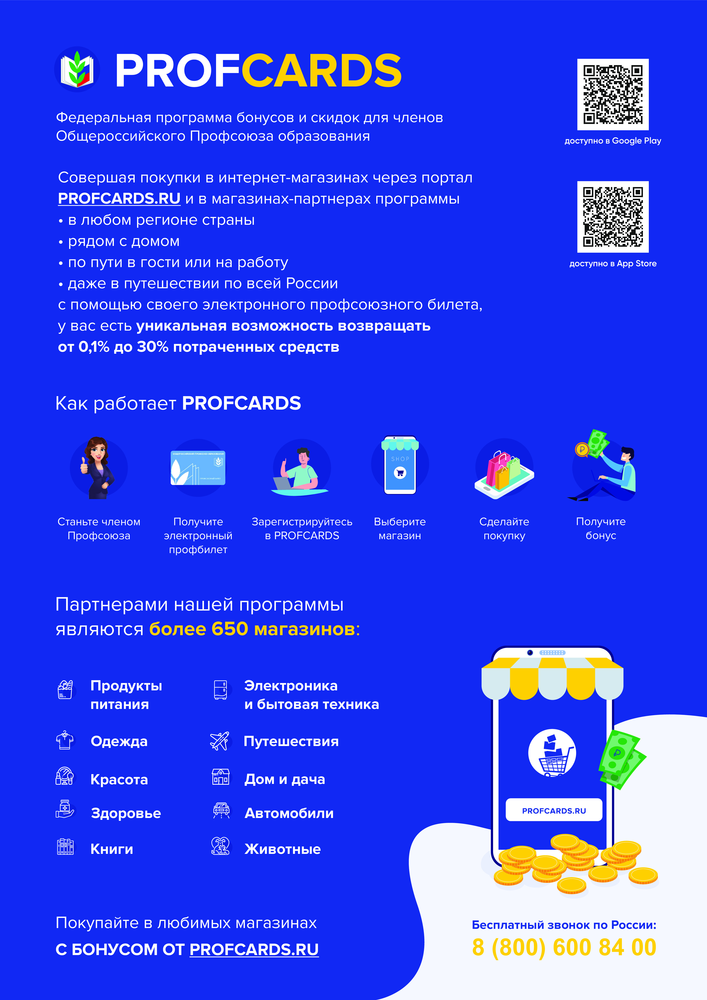 PROFCARDS
Федеральная программа бонусов и скидок для членов
Общероссийского Профсоюза образования
доступно в Google Play
Совершая покупки в интернет-магазинах через портал
PROFCARDS.RU и в магазинах-партнерах программы
• в любом регионе страны
• рядом с домом
• по пути в гости или на работу
• даже в путешествии по всей России
с помощью своего электронного профсоюзного билета,
у вас есть уникальная возможность возвращать
от 0,1% до 30% потраченных средств
доступно в App Store
Как работает PROFCARDS
ОБЩЕРОССИЙСКИЙ ПРОФСОЮЗ ОБРАЗОВАНИЯ
ПРОФСОЮЗНЫЙ БИЛЕТ
SHOP
Станьте членом
Профсоюза
Получите
электронный
профбилет
Зарегистрируйтесь
в PROFCARDS
Выберите
магазин
Сделайте
покупку
Получите
бонус
Партнерами нашей программы
являются более 650 магазинов:
Продукты
питания
Электроника
и бытовая техника
Одежда
Путешествия
Красота
Дом и дача
Здоровье
Автомобили
Книги
Животные
PROFCARDS.RU
Покупайте в любимых магазинах
С БОНУСОМ ОТ PROFCARDS.RU
Бесплатный звонок по России:
8 (800) 600 84 00